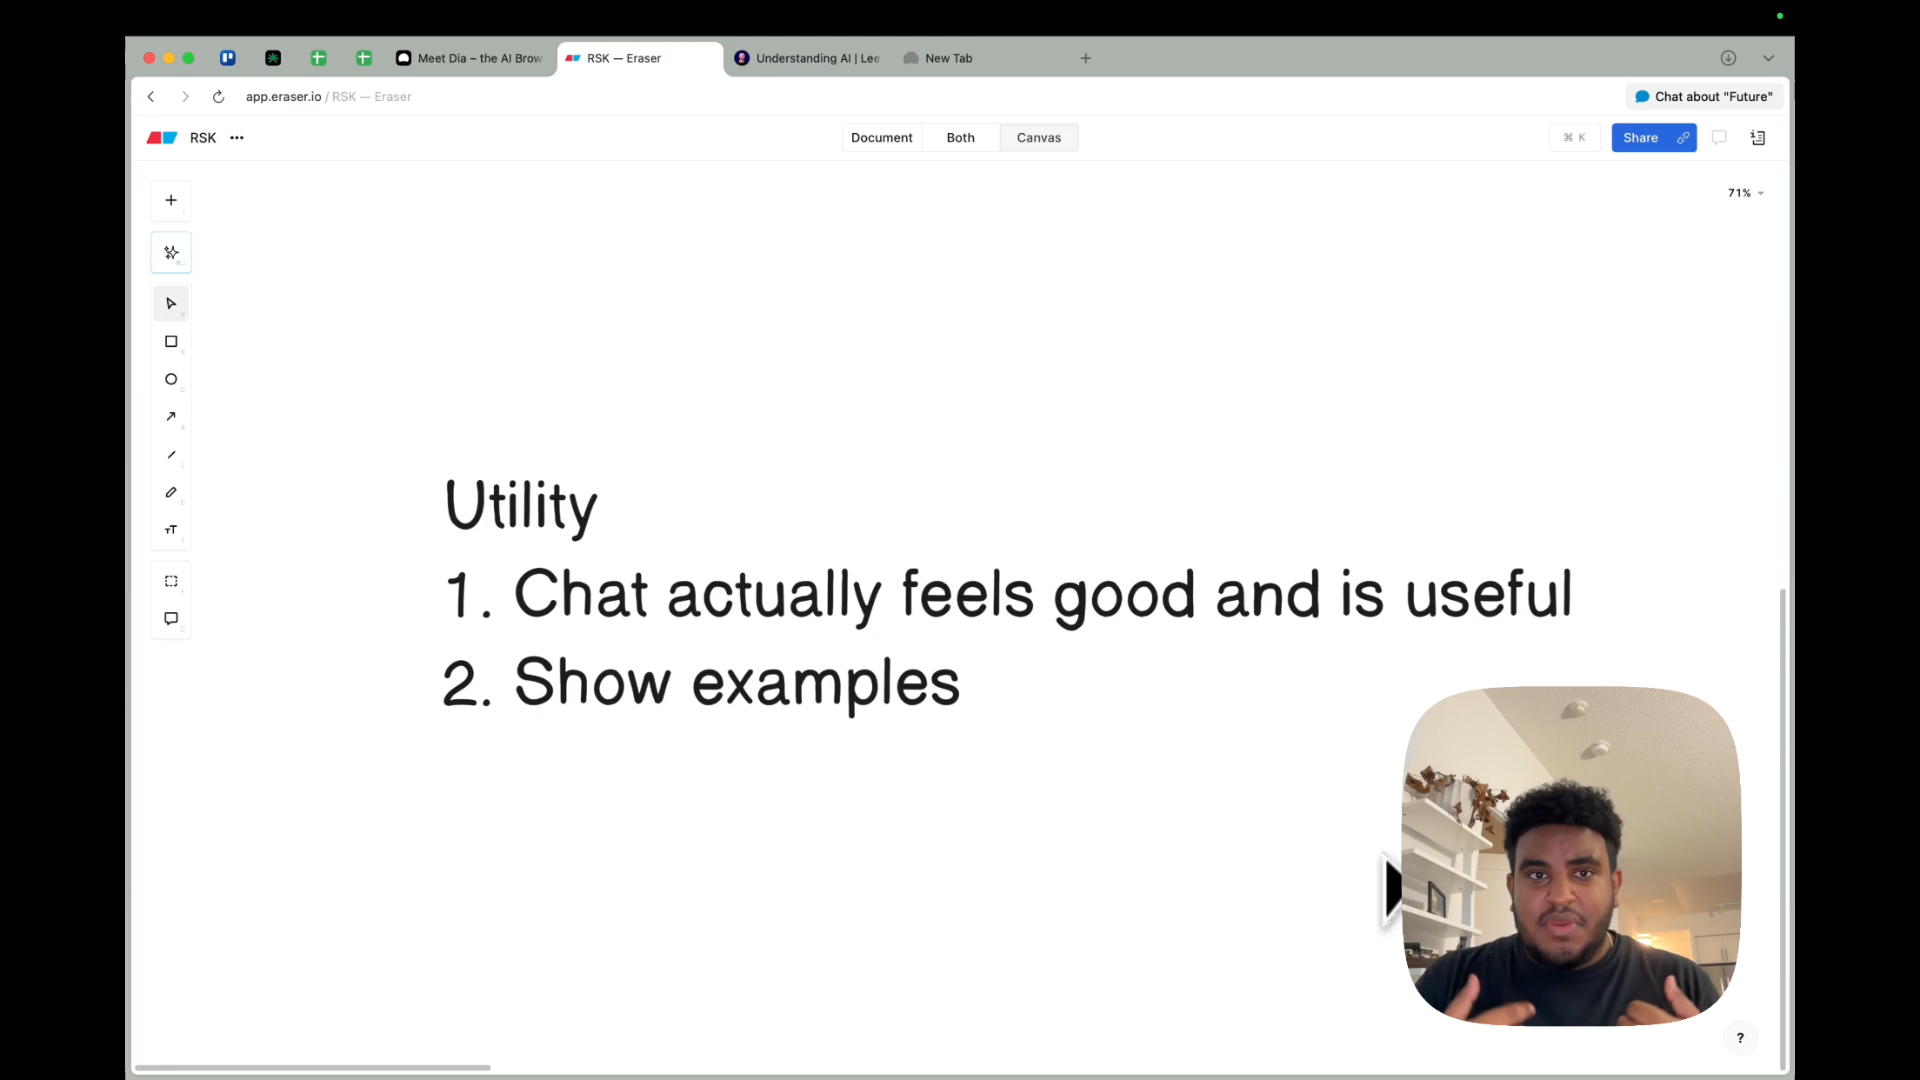 Meet Dia – the AI Brow
RSK — Eraser
Understanding AI | Lee
New Tab
app.eraser.io / RSK — Eraser
Chat about "Future"
RSK
Document
Both
Canvas
⌘ K
Share
71%
Utility
1. Chat actually feels good and is useful
2. Show examples
?